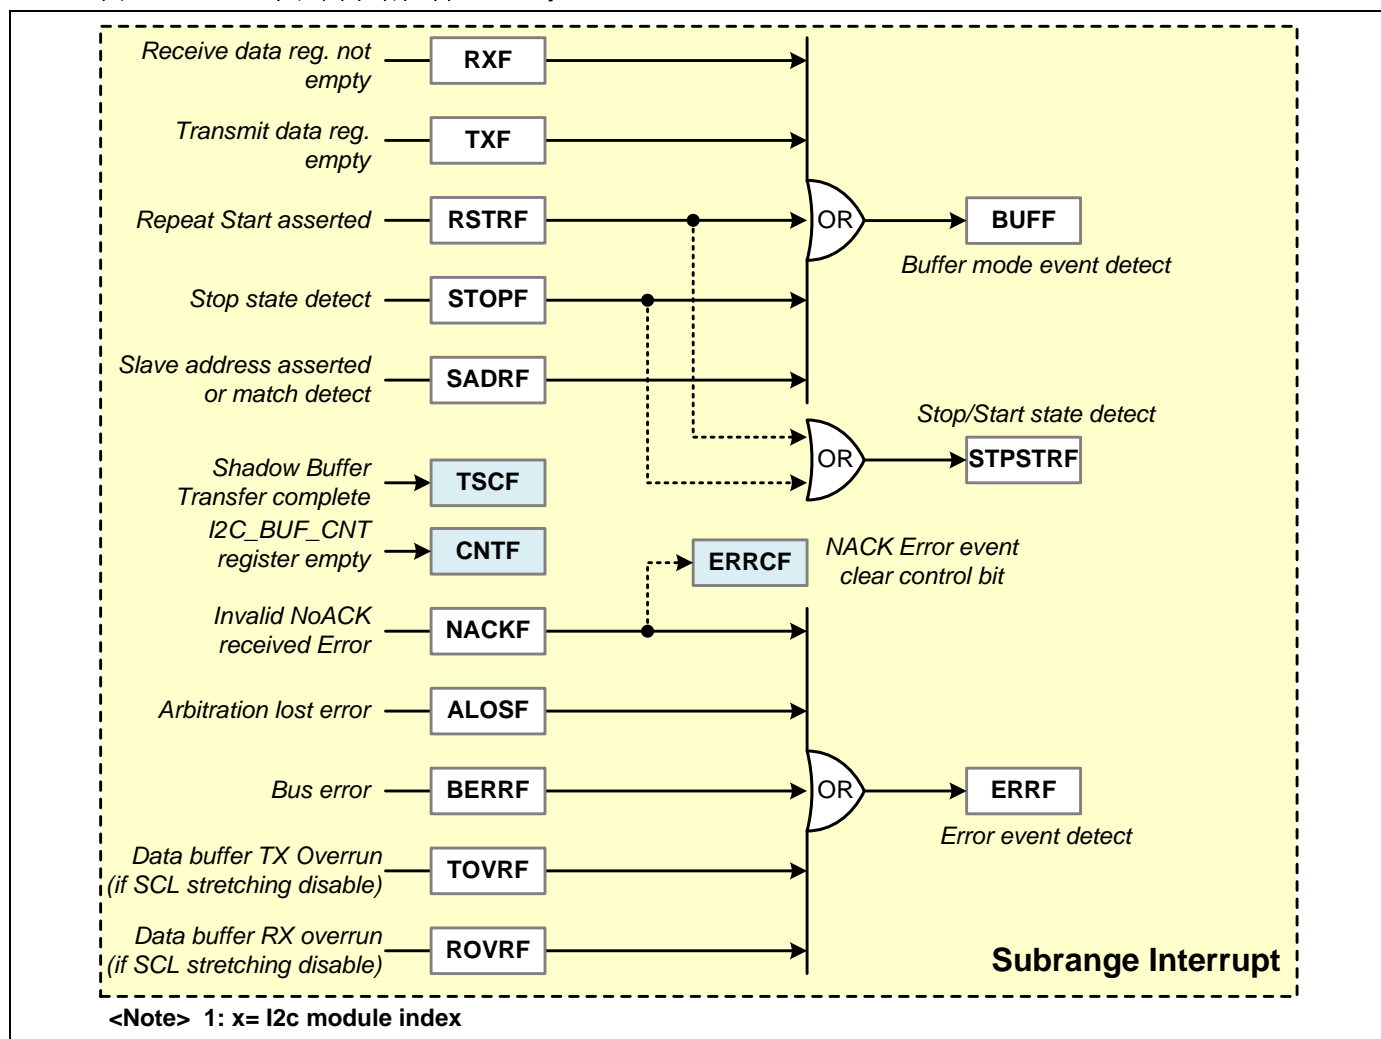 Receive data reg. not
empty
RXF
Transmit data reg.
empty
TXF
Repeat Start asserted
RSTRF
OR
BUFF
Buffer mode event detect
Stop state detect
STOPF
Slave address asserted
or match detect
SADRF
Stop/Start state detect
OR
STPSTRF
Shadow Buffer
Transfer complete
TSCF
I2C_BUF_CNT
register empty
CNTF
ERRCF
NACK Error event
clear control bit
Invalid NoACK
received Error
NACKF
Arbitration lost error
ALOSF
Bus error
BERRF
OR
ERRF
Error event detect
Data buffer TX Overrun
(if SCL stretching disable)
TOVRF
Data buffer RX overrun
(if SCL stretching disable)
ROVRF
Subrange Interrupt
<Note> 1: x= I2c module index